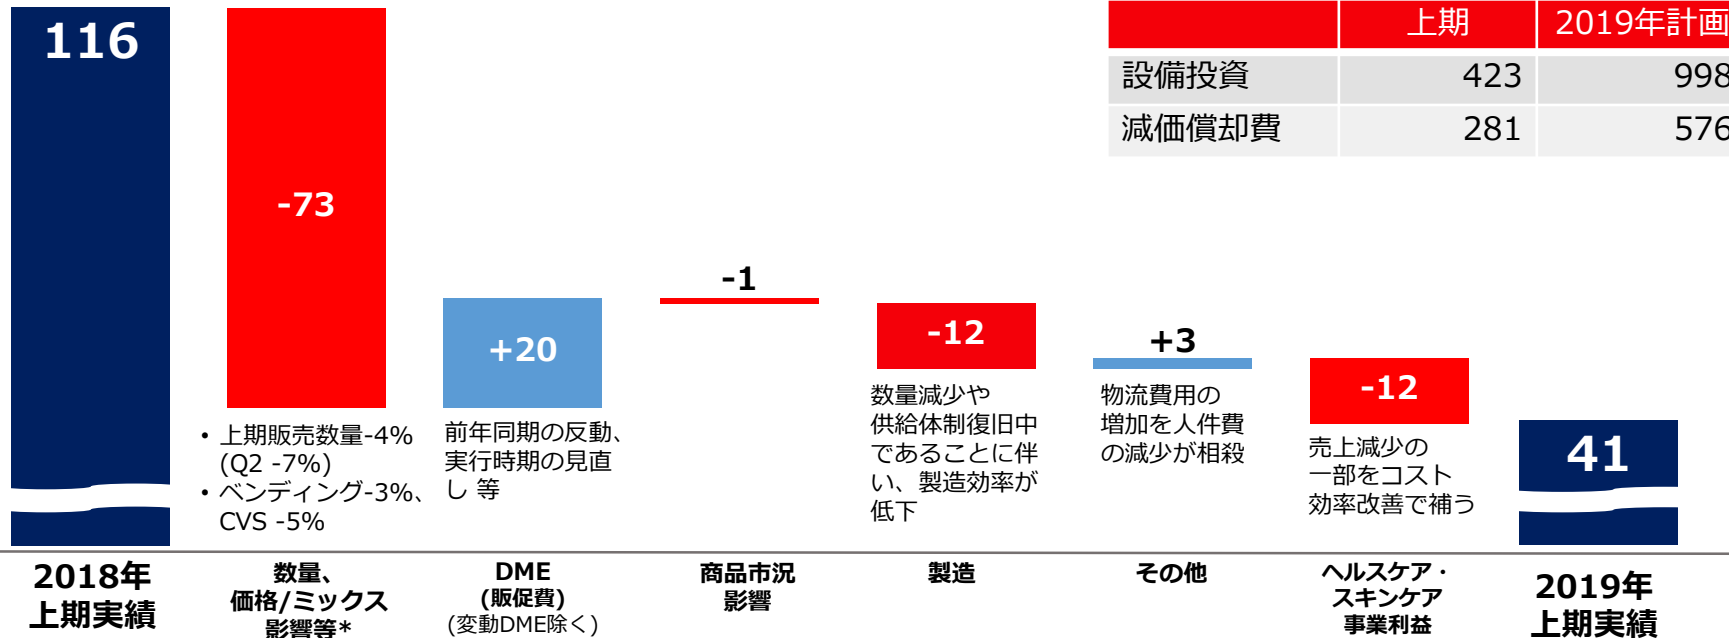 上期 2019年計画
設備投資 423 998
減価償却費 281 576
116
-73
+20
-1
-12
+3
-12
41
• 上期販売数量-4%
(Q2 -7%)
• ベンディング-3%、
CVS -5%
前年同期の反動、
実行時期の見直
し 等
数量減少や
供給体制復旧中
であることに伴
い、製造効率が
低下
物流費用の
増加を人件費
の減少が相殺
売上減少の
一部をコスト
効率改善で補う
2018年
上期実績
数量、
価格/ミックス
影響等*
DME
(販促費)
(変動DME除く)
商品市況
影響
製造
その他
ヘルスケア・
スキンケア
事業利益
2019年
上期実績